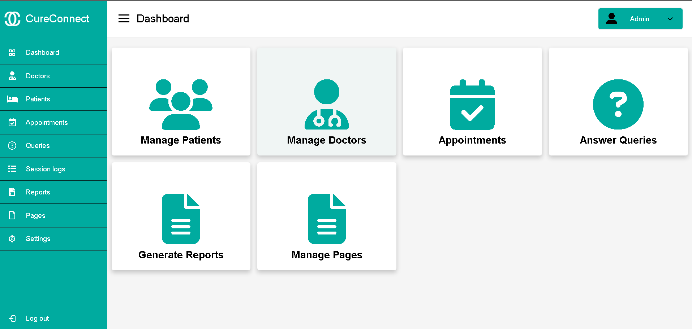 CureConnect
Dashboard
Doctors
Patients
Appointments
Queries
Session logs
Reports
Pages
Settings
Log out
Dashboard
Admin
Manage Patients
Manage Doctors
Appointments
Answer Queries
Generate Reports
Manage Pages